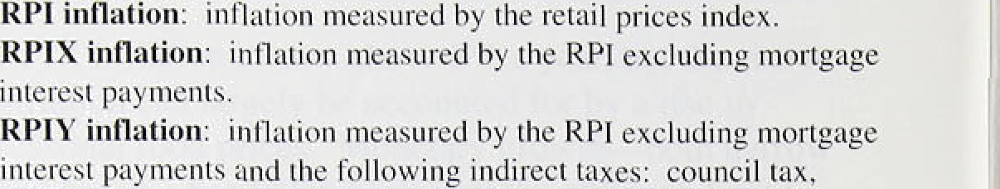 RPI inflation: inflation measured by the retail prices index.
RPIX inflation: inflation measured by the RPI excluding mortgage
interest payments.
RPIY inflation: inflation measured by the RPI excluding mortgage
interest payments and the following indirect taxes: council tax,